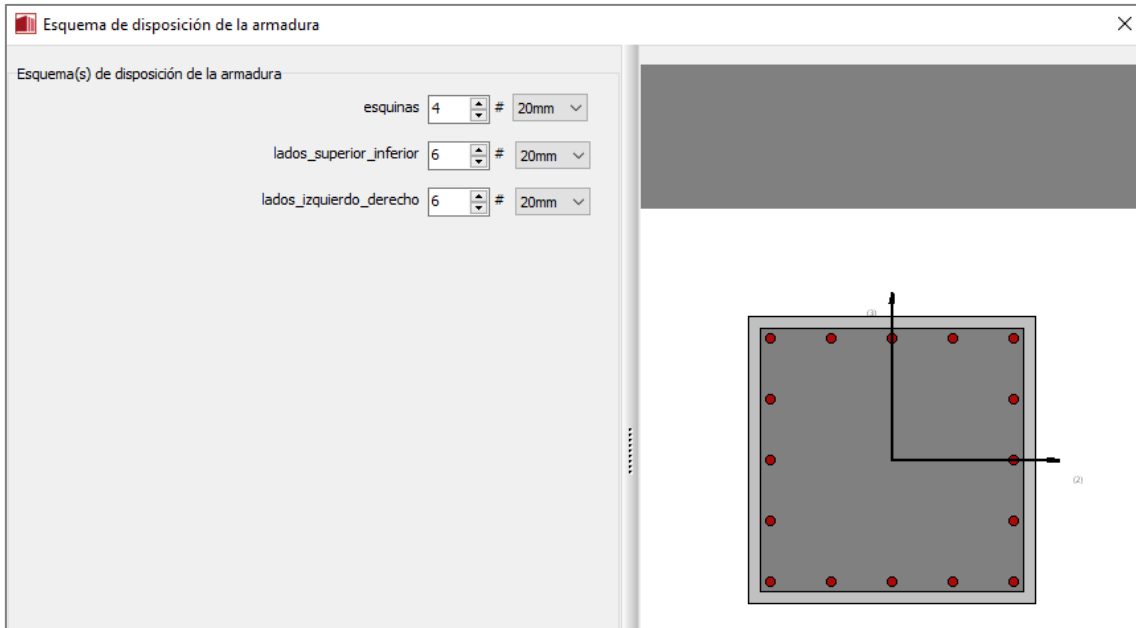 Esquema de disposición de la armadura
Esquema(s) de disposición de la armadura
esquinas 4 # 20mm
lados_superior_inferior 6 # 20mm
lados_izquierdo_derecho 6 # 20mm
(3)
(2)